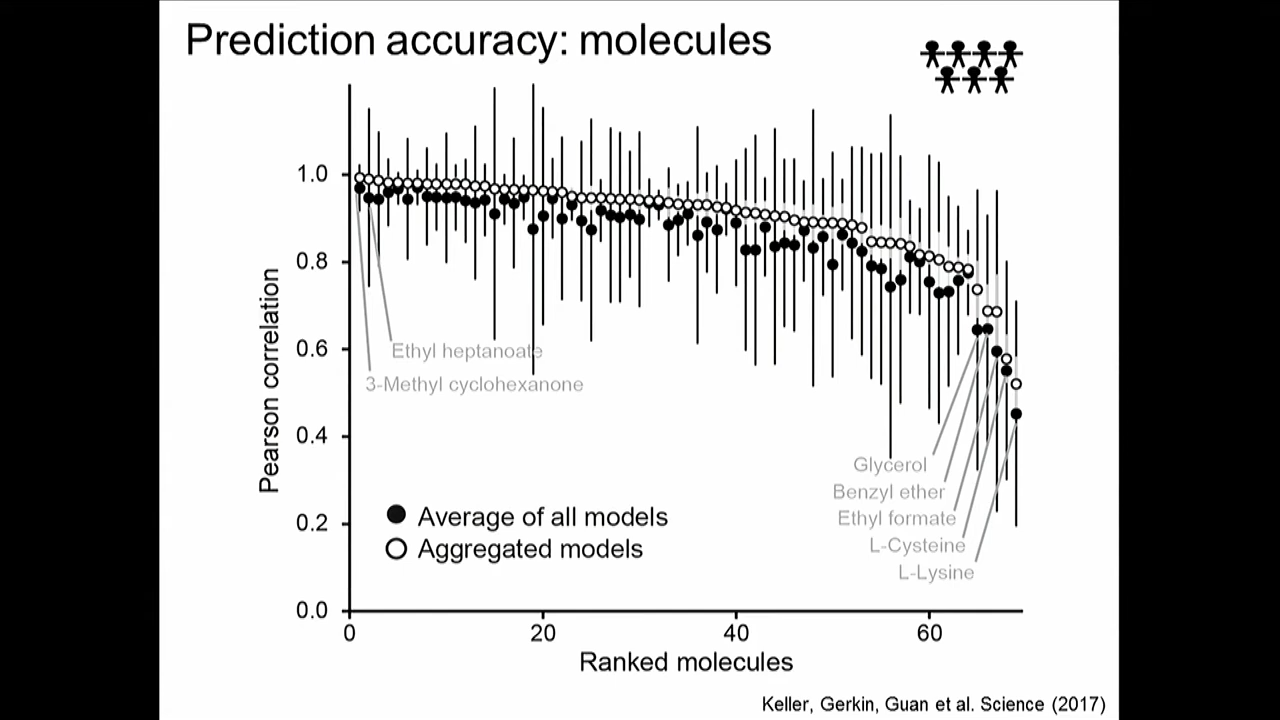 Prediction accuracy: molecules
Pearson correlation
1.0
0.8
0.6
0.4
0.2
0.0
Ethyl heptanoate
3-Methyl cyclohexanone
Glycerol
Benzyl ether
Ethyl formate
L-Cysteine
L-Lysine
Average of all models
Aggregated models
0 20 40 60
Ranked molecules
Keller, Gerkin, Guan et al. Science (2017)